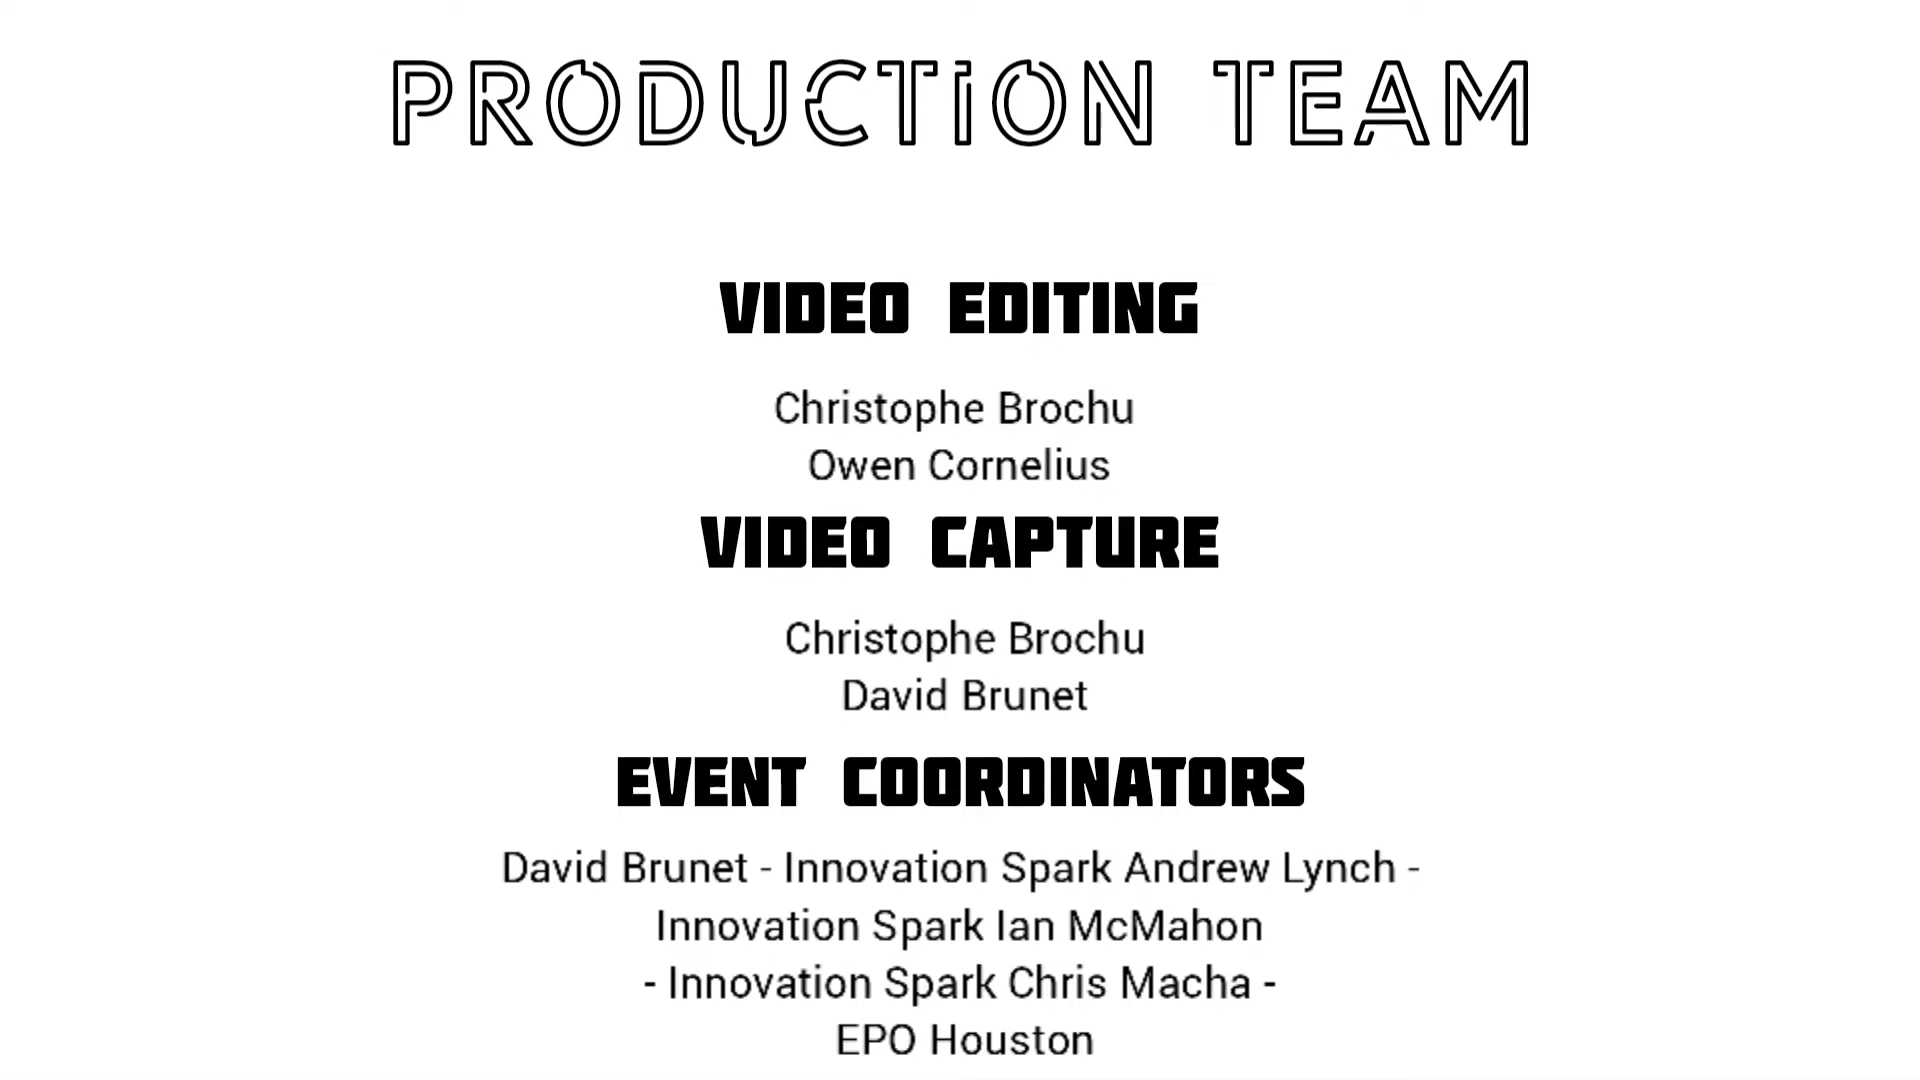 PRODUCTION TEAM
VIDEO EDITING
Christophe Brochu
Owen Cornelius
VIDEO CAPTURE
Christophe Brochu
David Brunet
EVENT COORDINATORS
David Brunet - Innovation Spark Andrew Lynch -
Innovation Spark Ian McMahon
- Innovation Spark Chris Macha -
EPO Houston